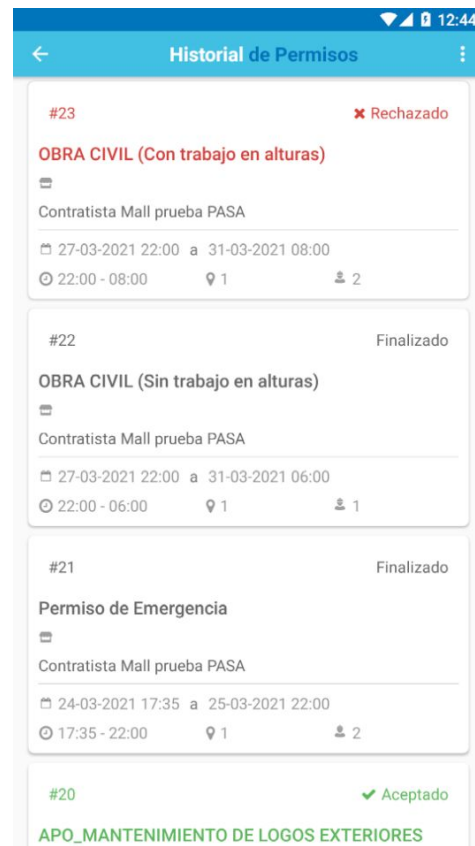 12:44
Historial de Permisos
#23 Rechazado
OBRA CIVIL (Con trabajo en alturas)
Contratista Mall prueba PASA
27-03-2021 22:00 a 31-03-2021 08:00
22:00 - 08:00 1 2
#22 Finalizado
OBRA CIVIL (Sin trabajo en alturas)
Contratista Mall prueba PASA
27-03-2021 22:00 a 31-03-2021 06:00
22:00 - 06:00 1 1
#21 Finalizado
Permiso de Emergencia
Contratista Mall prueba PASA
24-03-2021 17:35 a 25-03-2021 22:00
17:35 - 22:00 1 2
#20 Aceptado
APO_MANTENIMIENTO DE LOGOS EXTERIORES